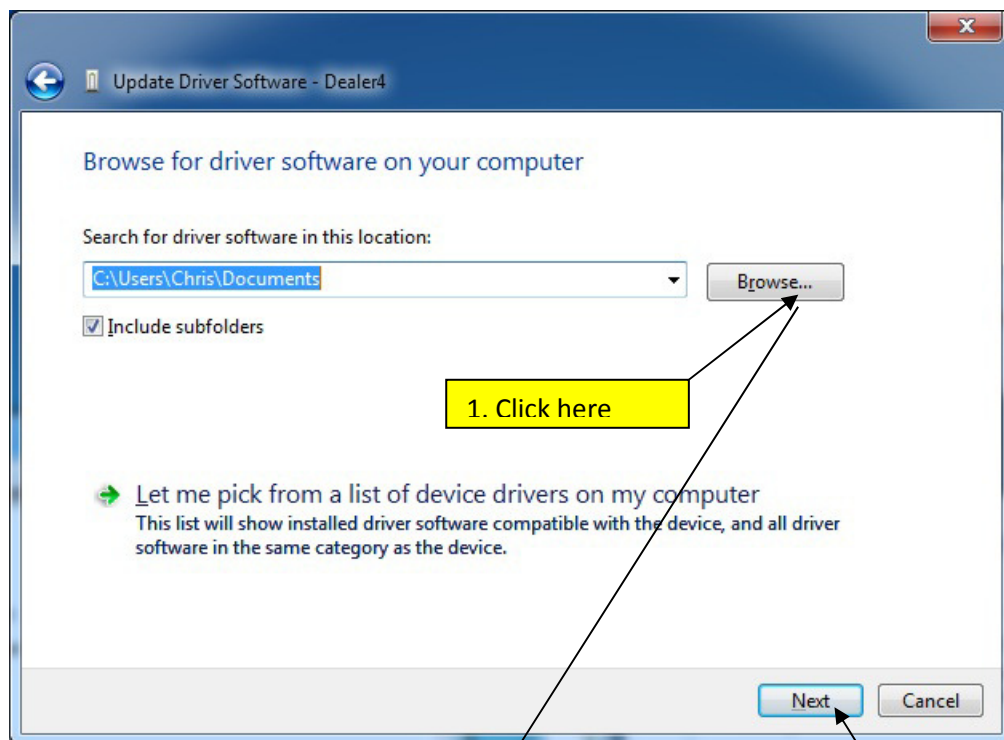 Update Driver Software - Dealer4
Browse for driver software on your computer
Search for driver software in this location:
C:\Users\Chris\Documents
Browse...
Include subfolders
1. Click here
Let me pick from a list of device drivers on my computer
This list will show installed driver software compatible with the device, and all driver
software in the same category as the device.
Next
Cancel